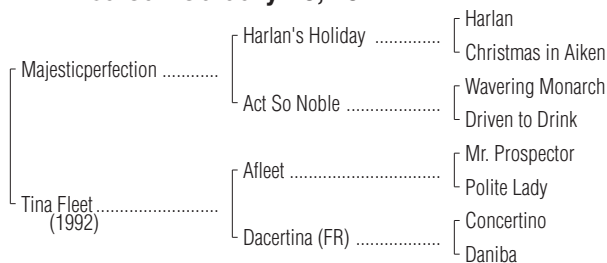 Harlan
Harlan's Holiday ..............
Christmas in Aiken
Majesticperfection ............
Wavering Monarch
Act So Noble .....................
Driven to Drink
Mr. Prospector
Afleet .................................
Polite Lady
Tina Fleet...........................
(1992)
Concertino
Dacertina (FR) ..................
Daniba